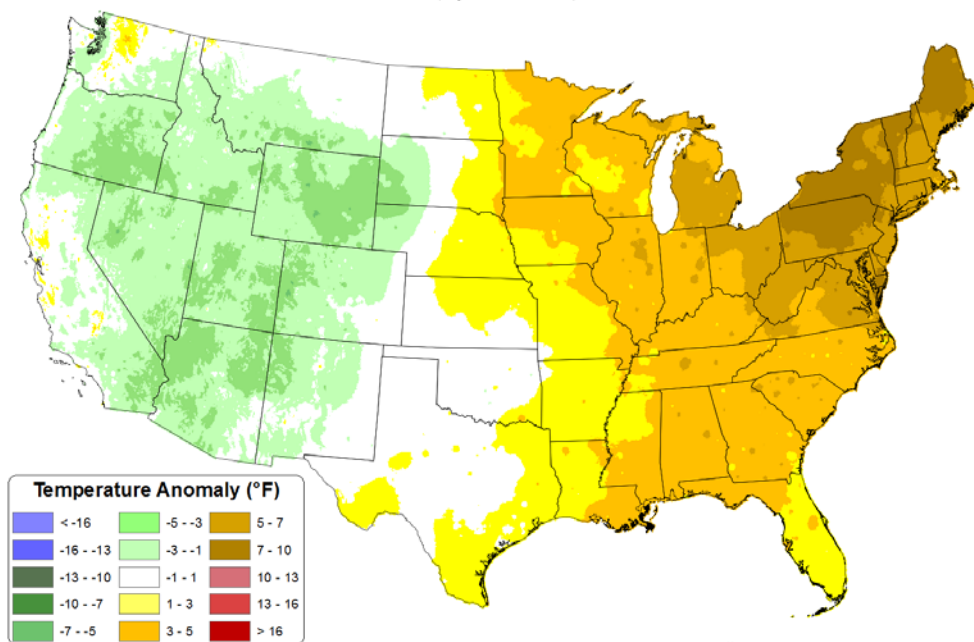 Temperature Anomaly (°F)
< -16 -5 - -3 5 - 7
-16 - -13 -3 - -1 7 - 10
-13 - -10 -1 - 1 10 - 13
-10 - -7 1 - 3 13 - 16
-7 - -5 3 - 5 > 16